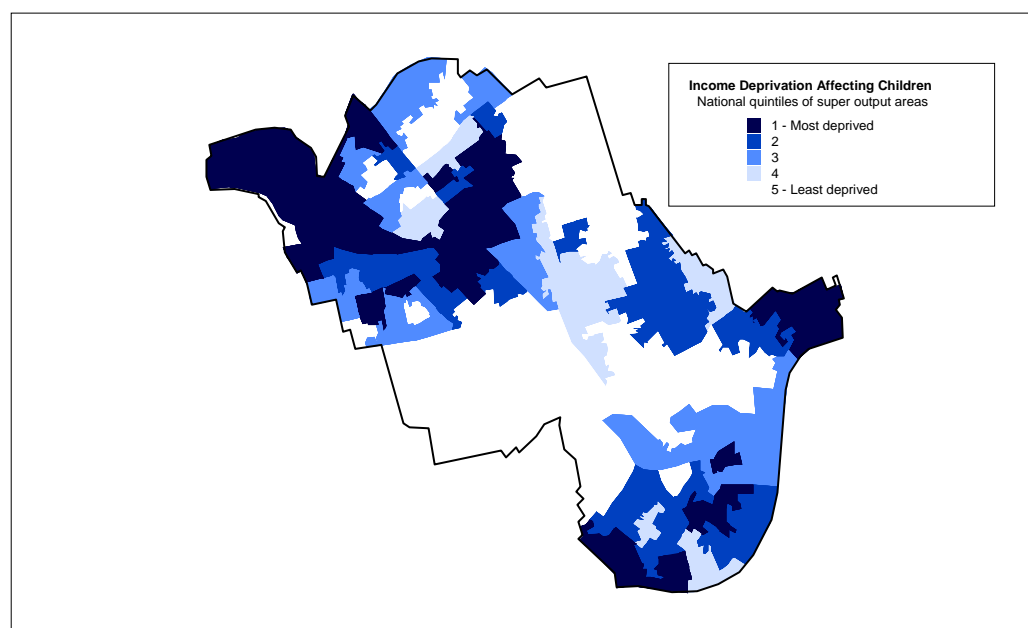 Income Deprivation Affecting Children
National quintiles of super output areas
1 - Most deprived
2
3
4
5 - Least deprived